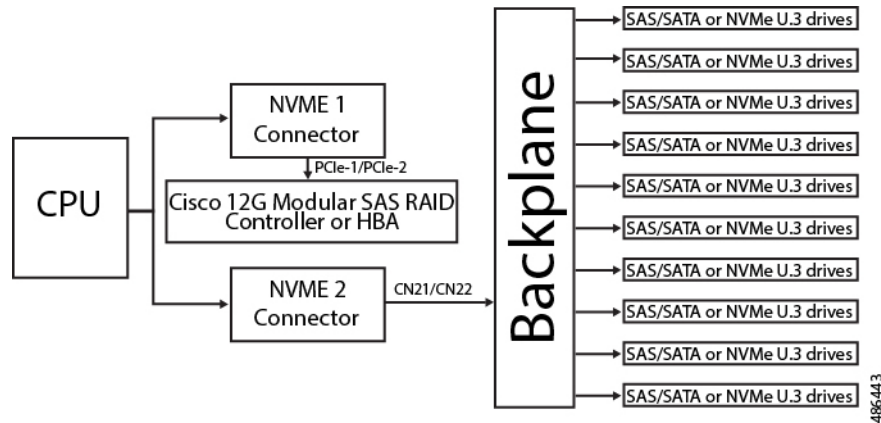 CPU
NVME 1
Connector
PCIe-1/PCIe-2
Cisco 12G Modular SAS RAID
Controller or HBA
NVME 2
Connector
CN21/CN22
Backplane
SAS/SATA or NVMe U.3 drives
SAS/SATA or NVMe U.3 drives
SAS/SATA or NVMe U.3 drives
SAS/SATA or NVMe U.3 drives
SAS/SATA or NVMe U.3 drives
SAS/SATA or NVMe U.3 drives
SAS/SATA or NVMe U.3 drives
SAS/SATA or NVMe U.3 drives
SAS/SATA or NVMe U.3 drives
SAS/SATA or NVMe U.3 drives
486443